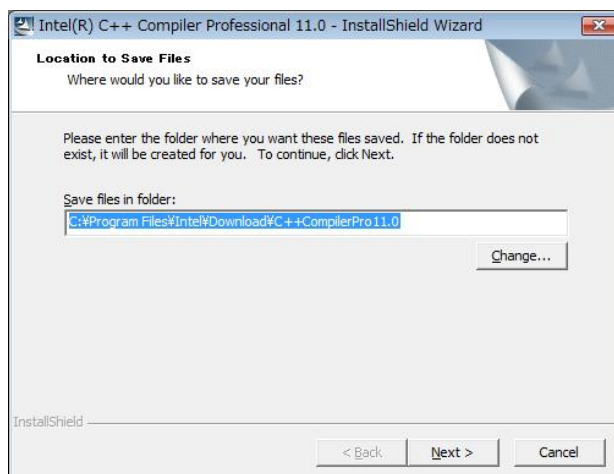 Intel(R) C++ Compiler Professional 11.0 - InstallShield Wizard
Location to Save Files
Where would you like to save your files?
Please enter the folder where you want these files saved. If the folder does not
exist, it will be created for you. To continue, click Next.
Save files in folder:
C:¥Program Files¥Intel¥Download¥C++CompilerPro11.0
Change...
InstallShield
< Back Next > Cancel